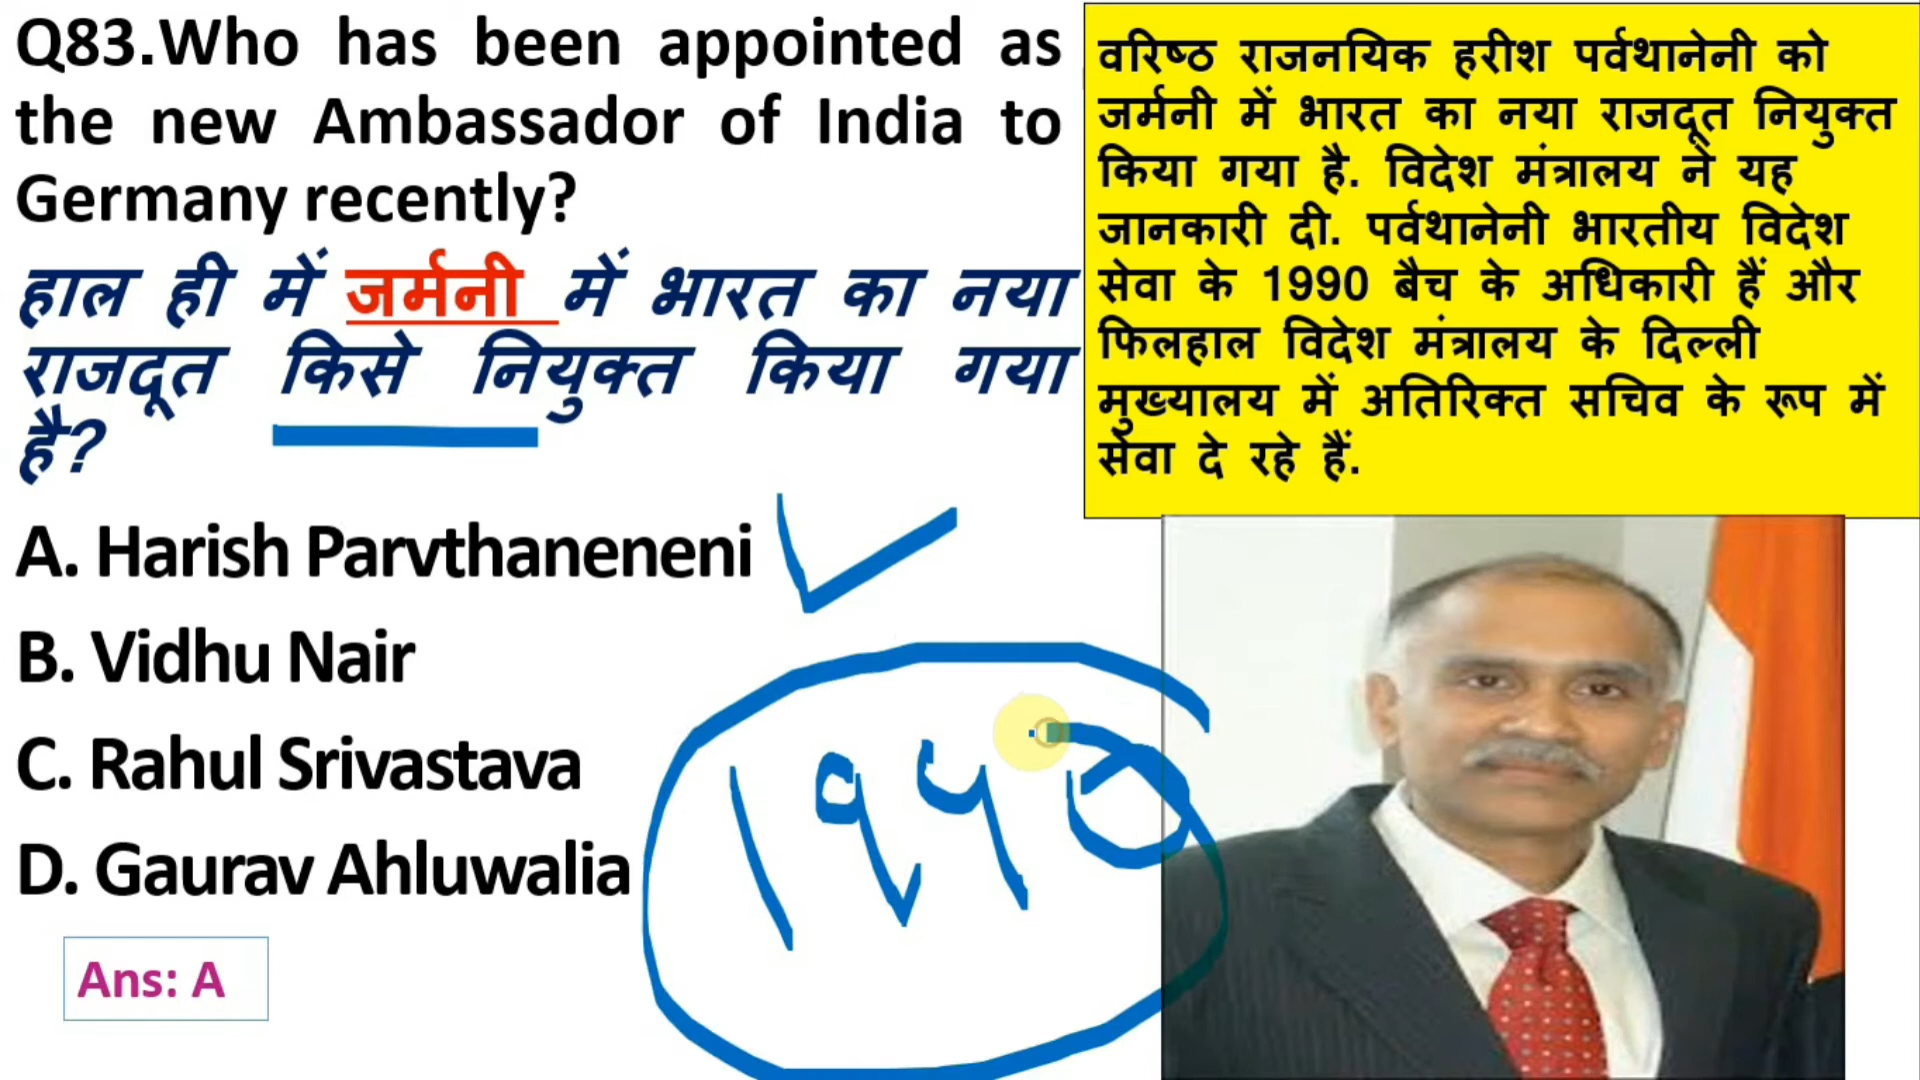 Q83.Who has been appointed as
the new Ambassador of India to
Germany recently?
हाल ही में जर्मनी में भारत का नया
राजदूत किसे नियुक्त किया गया
है?
A. Harish Parvthaneneni
B. Vidhu Nair
C. Rahul Srivastava
D. Gaurav Ahluwalia
Ans: A
वरिष्ठ राजनयिक हरीश पर्वथानेनी को
जर्मनी में भारत का नया राजदूत नियुक्त
किया गया है. विदेश मंत्रालय ने यह
जानकारी दी. पर्वथानेनी भारतीय विदेश
सेवा के 1990 बैच के अधिकारी हैं और
फिलहाल विदेश मंत्रालय के दिल्ली
मुख्यालय में अतिरिक्त सचिव के रूप में
सेवा दे रहे हैं.